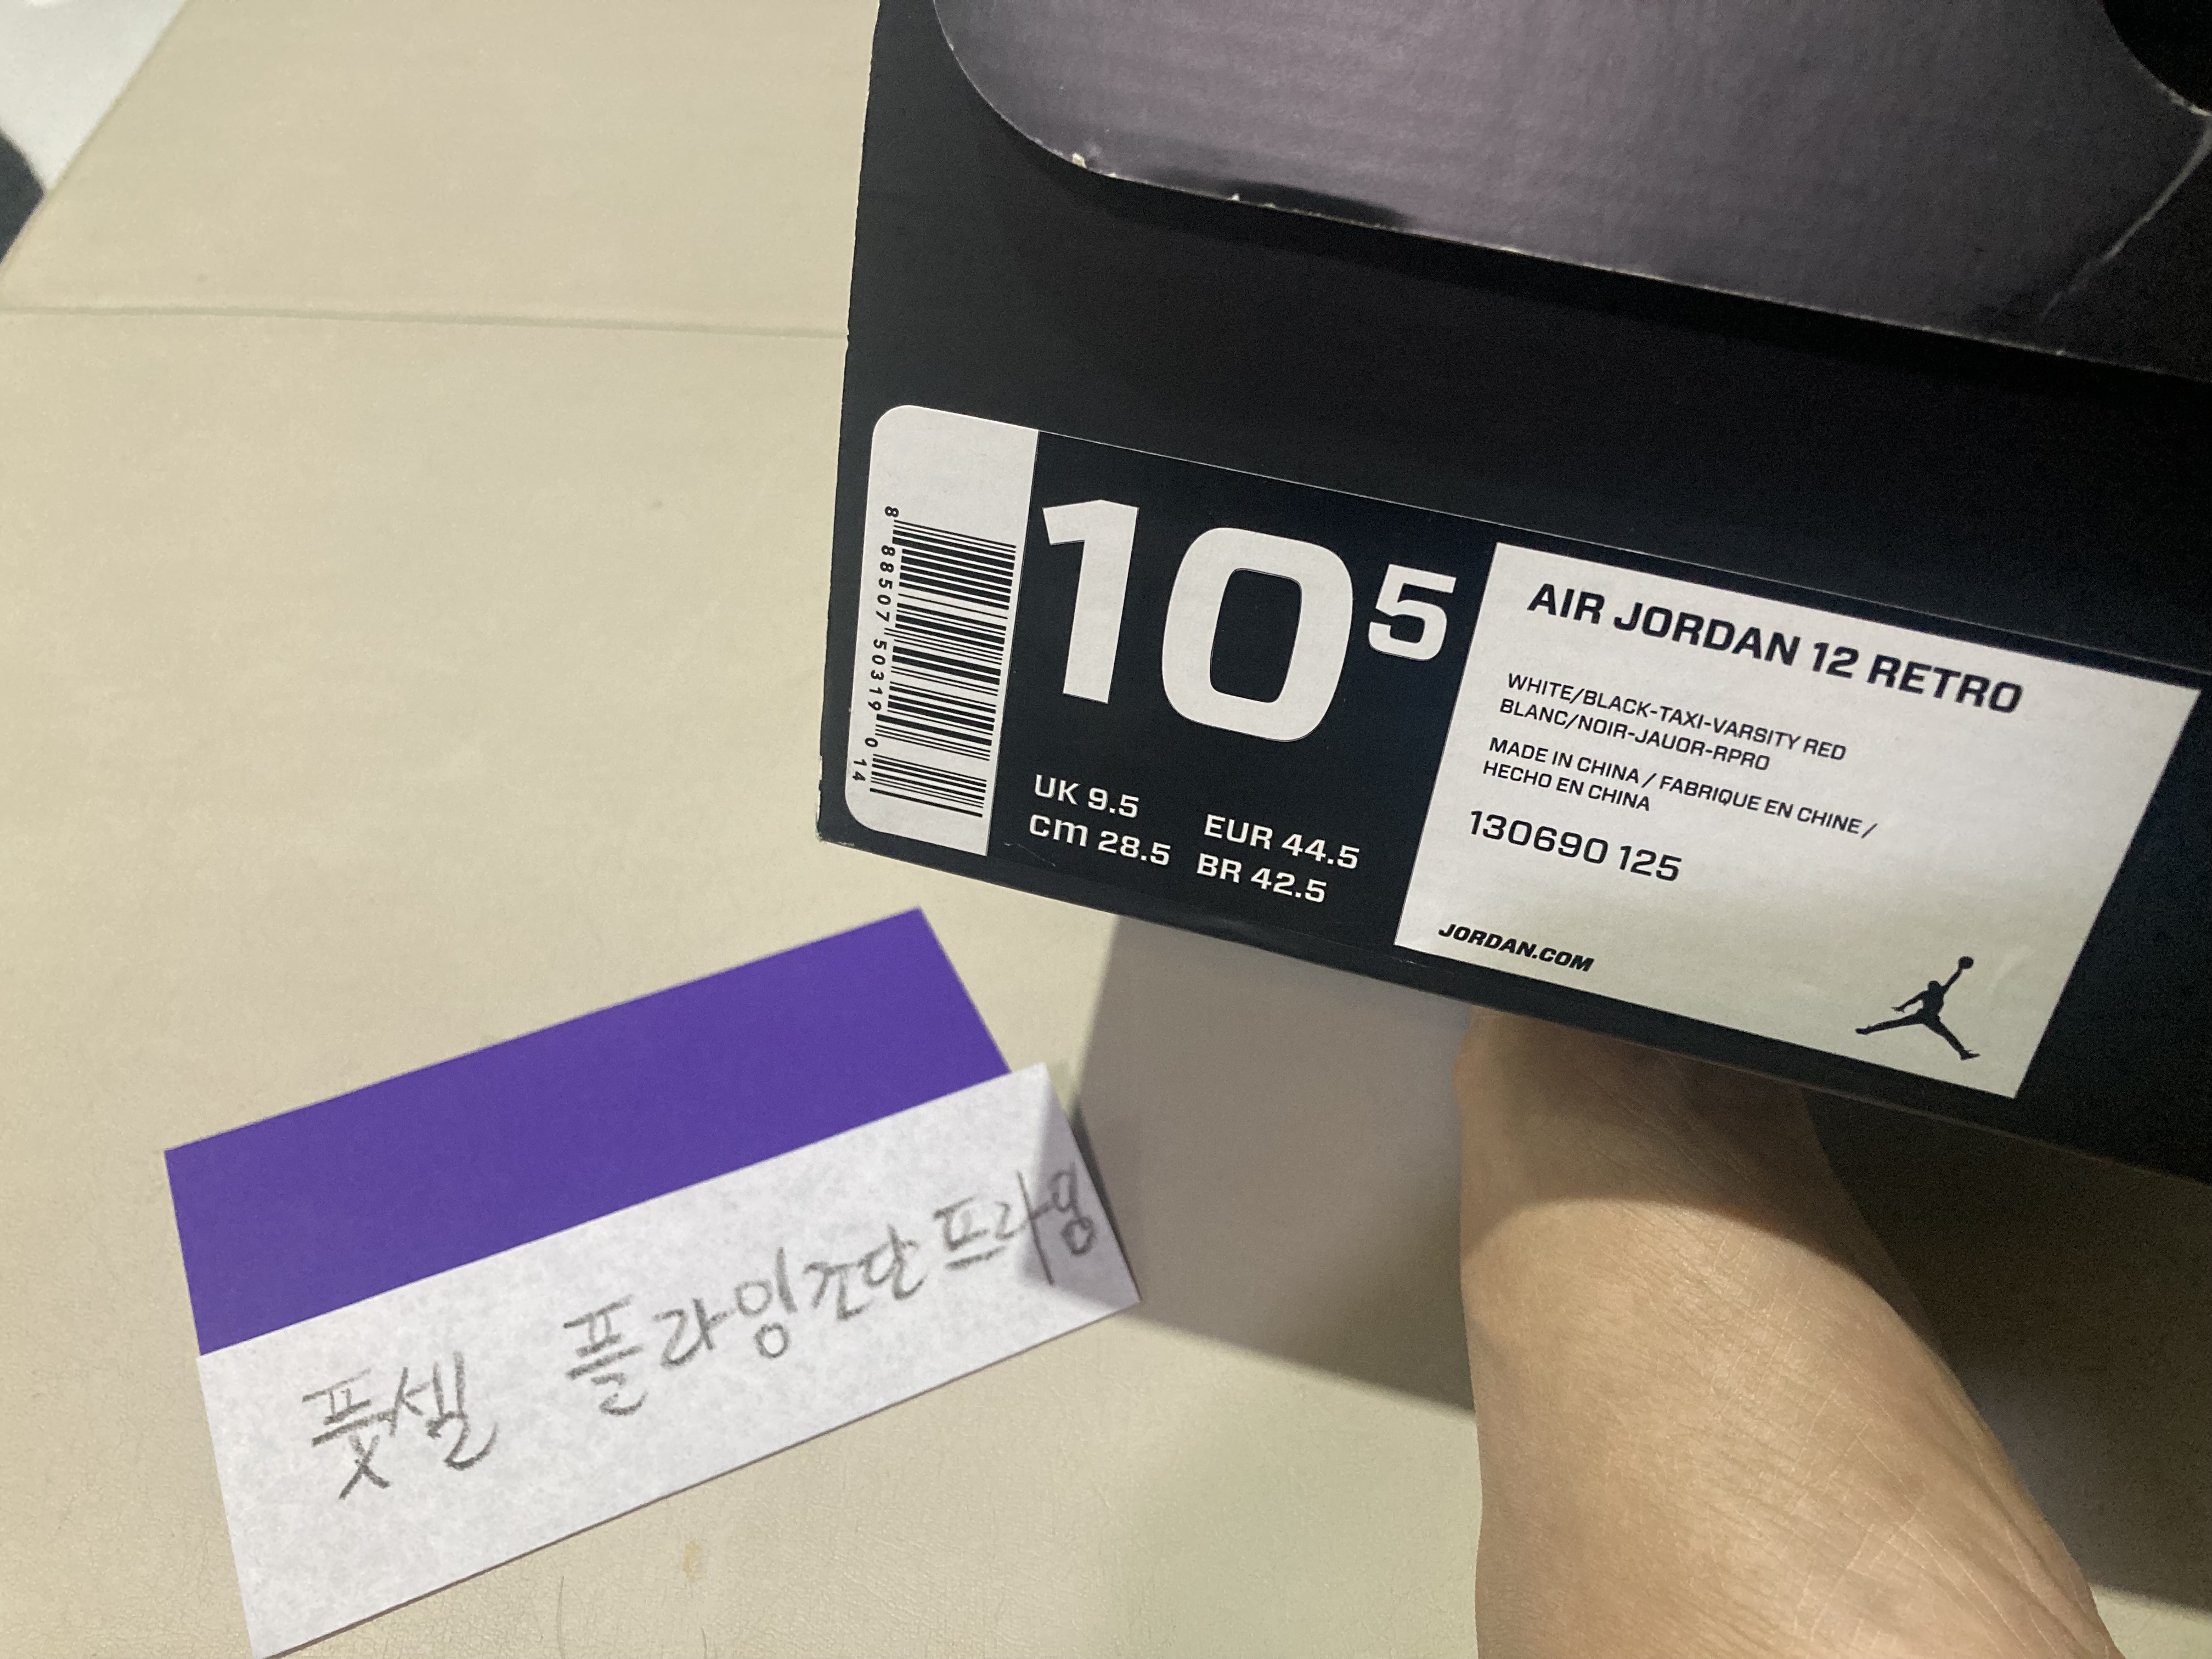 8 88507 50319 0 14
10 5
UK 9.5 EUR 44.5
cm 28.5 BR 42.5
AIR JORDAN 12 RETRO
WHITE/BLACK-TAXI-VARSITY RED
BLANC/NOIR-JAUOR-RPRO
MADE IN CHINA / FABRIQUE EN CHINE /
HECHO EN CHINA
130690 125
JORDAN.COM
풋셀 플라잉조단프라임